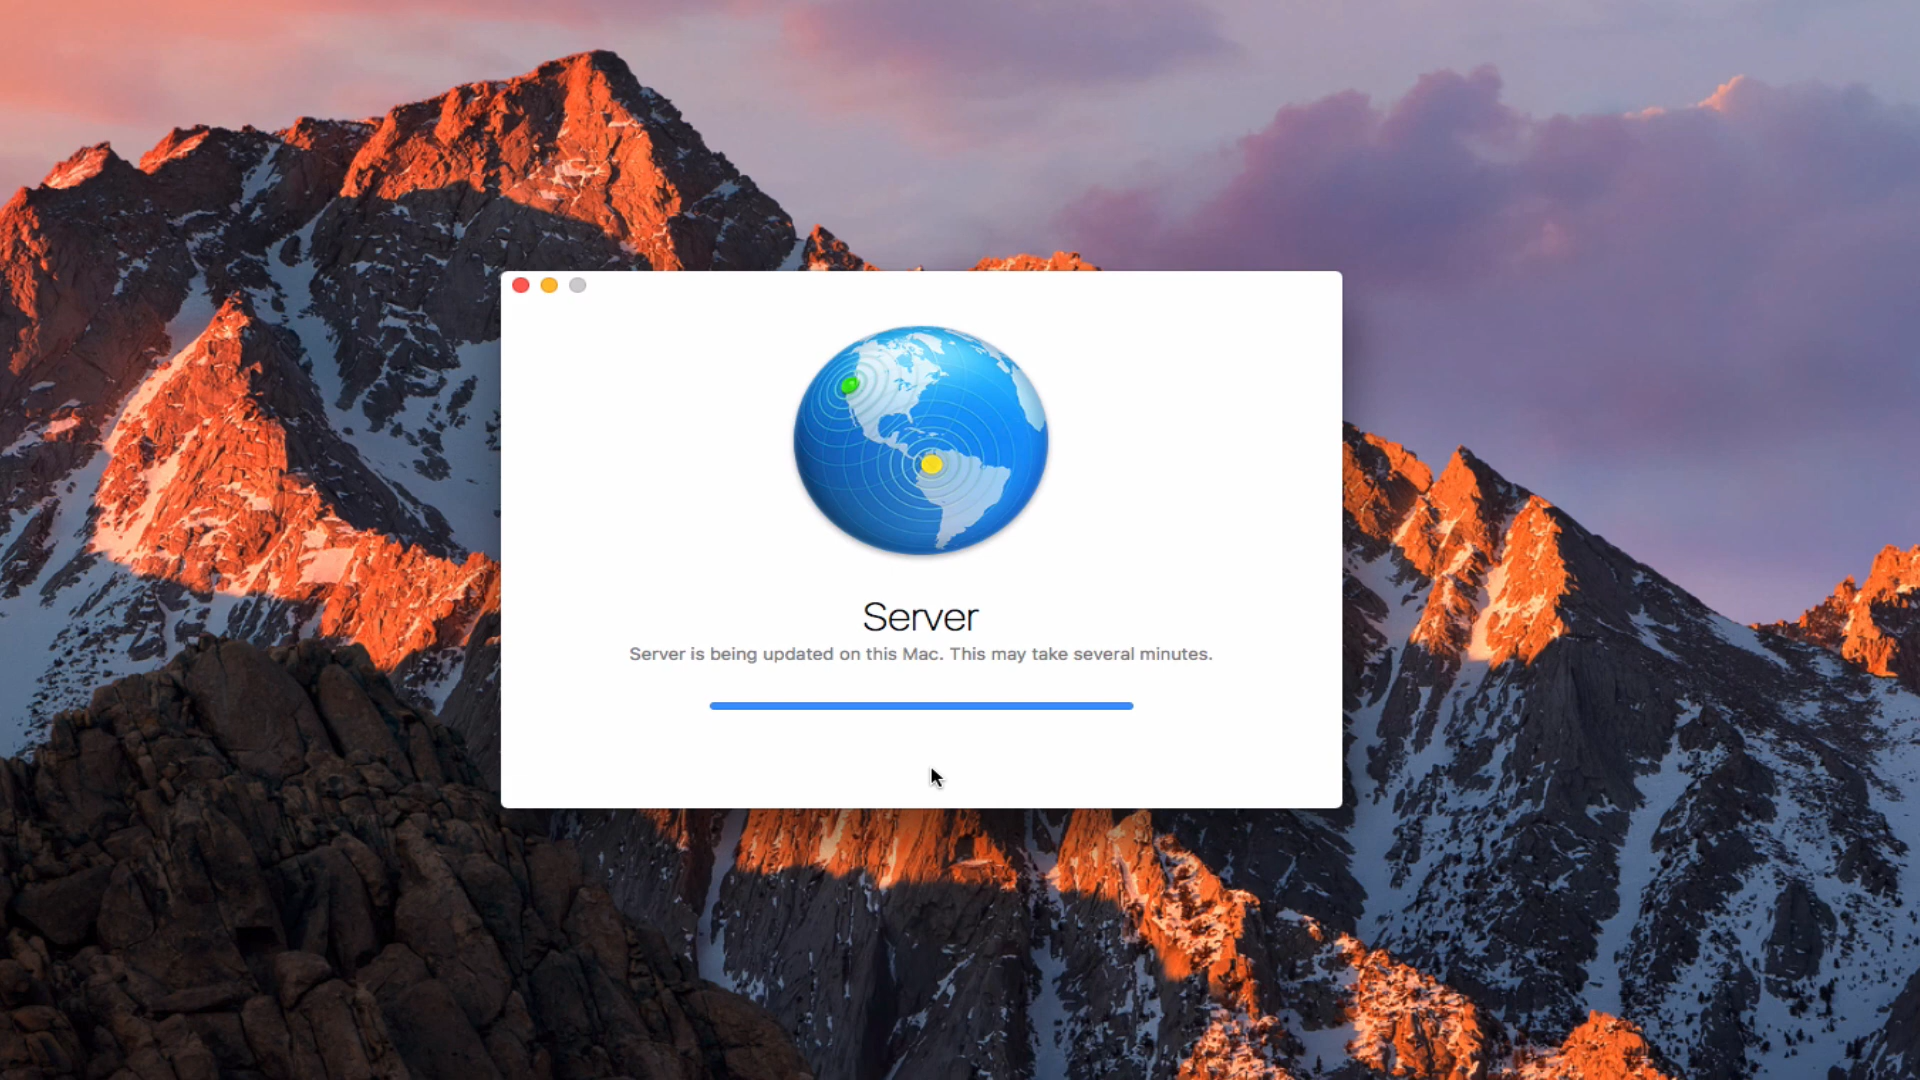 Server
Server is being updated on this Mac. This may take several minutes.